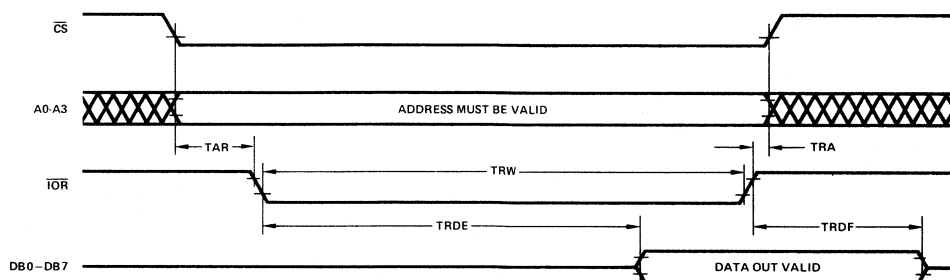 CS
A0-A3
ADDRESS MUST BE VALID
TAR
TRA
IOR
TRW
TRDE
TRDF
DB0–DB7
DATA OUT VALID